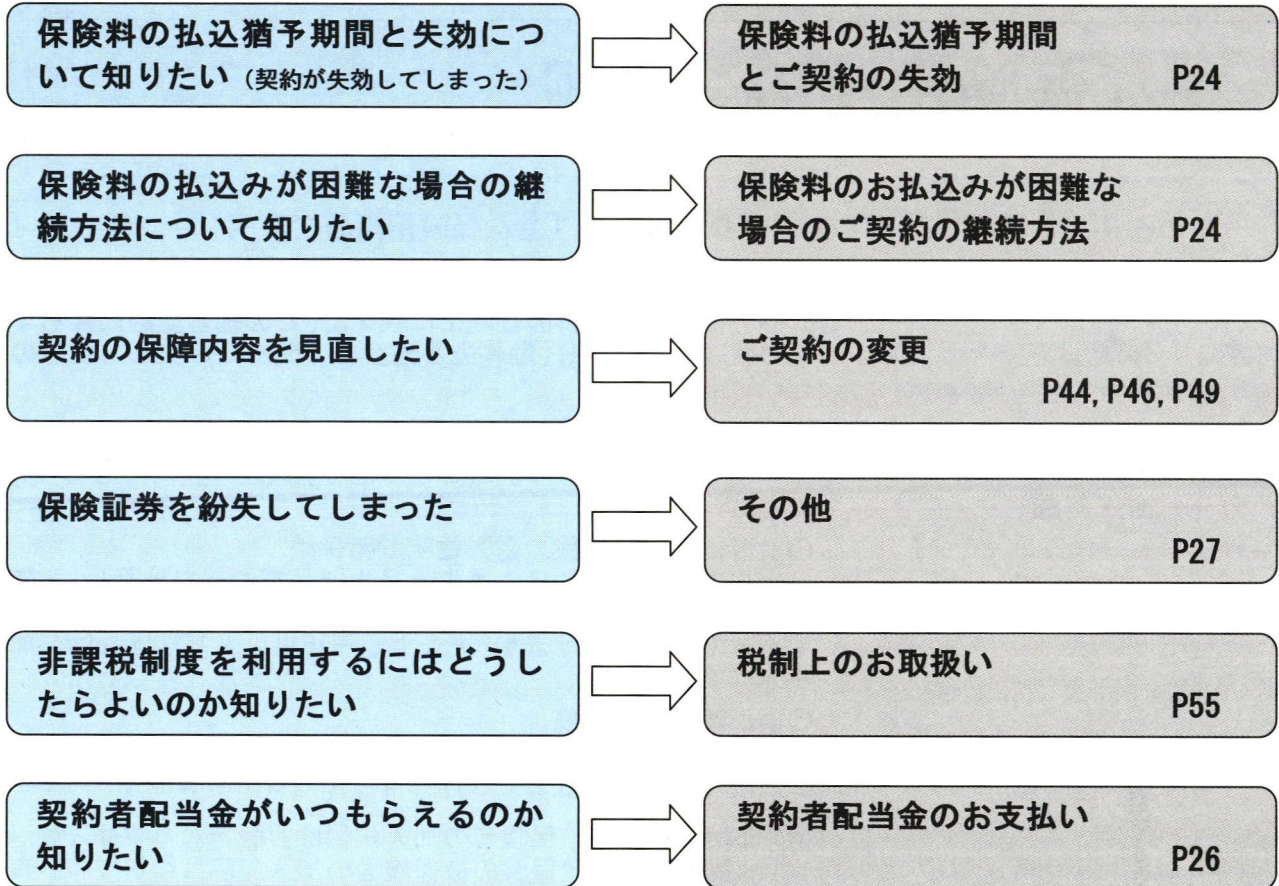 保険料の払込猶予期間と失効につ
いて知りたい（契約が失効してしまった）
保険料の払込猶予期間
とご契約の失効 P24
保険料の払込みが困難な場合の継
続方法について知りたい
保険料のお払込みが困難な
場合のご契約の継続方法 P24
契約の保障内容を見直したい
ご契約の変更
P44, P46, P49
保険証券を紛失してしまった
その他
P27
非課税制度を利用するにはどうし
たらよいのか知りたい
税制上のお取扱い
P55
契約者配当金がいつもらえるのか
知りたい
契約者配当金のお支払い
P26